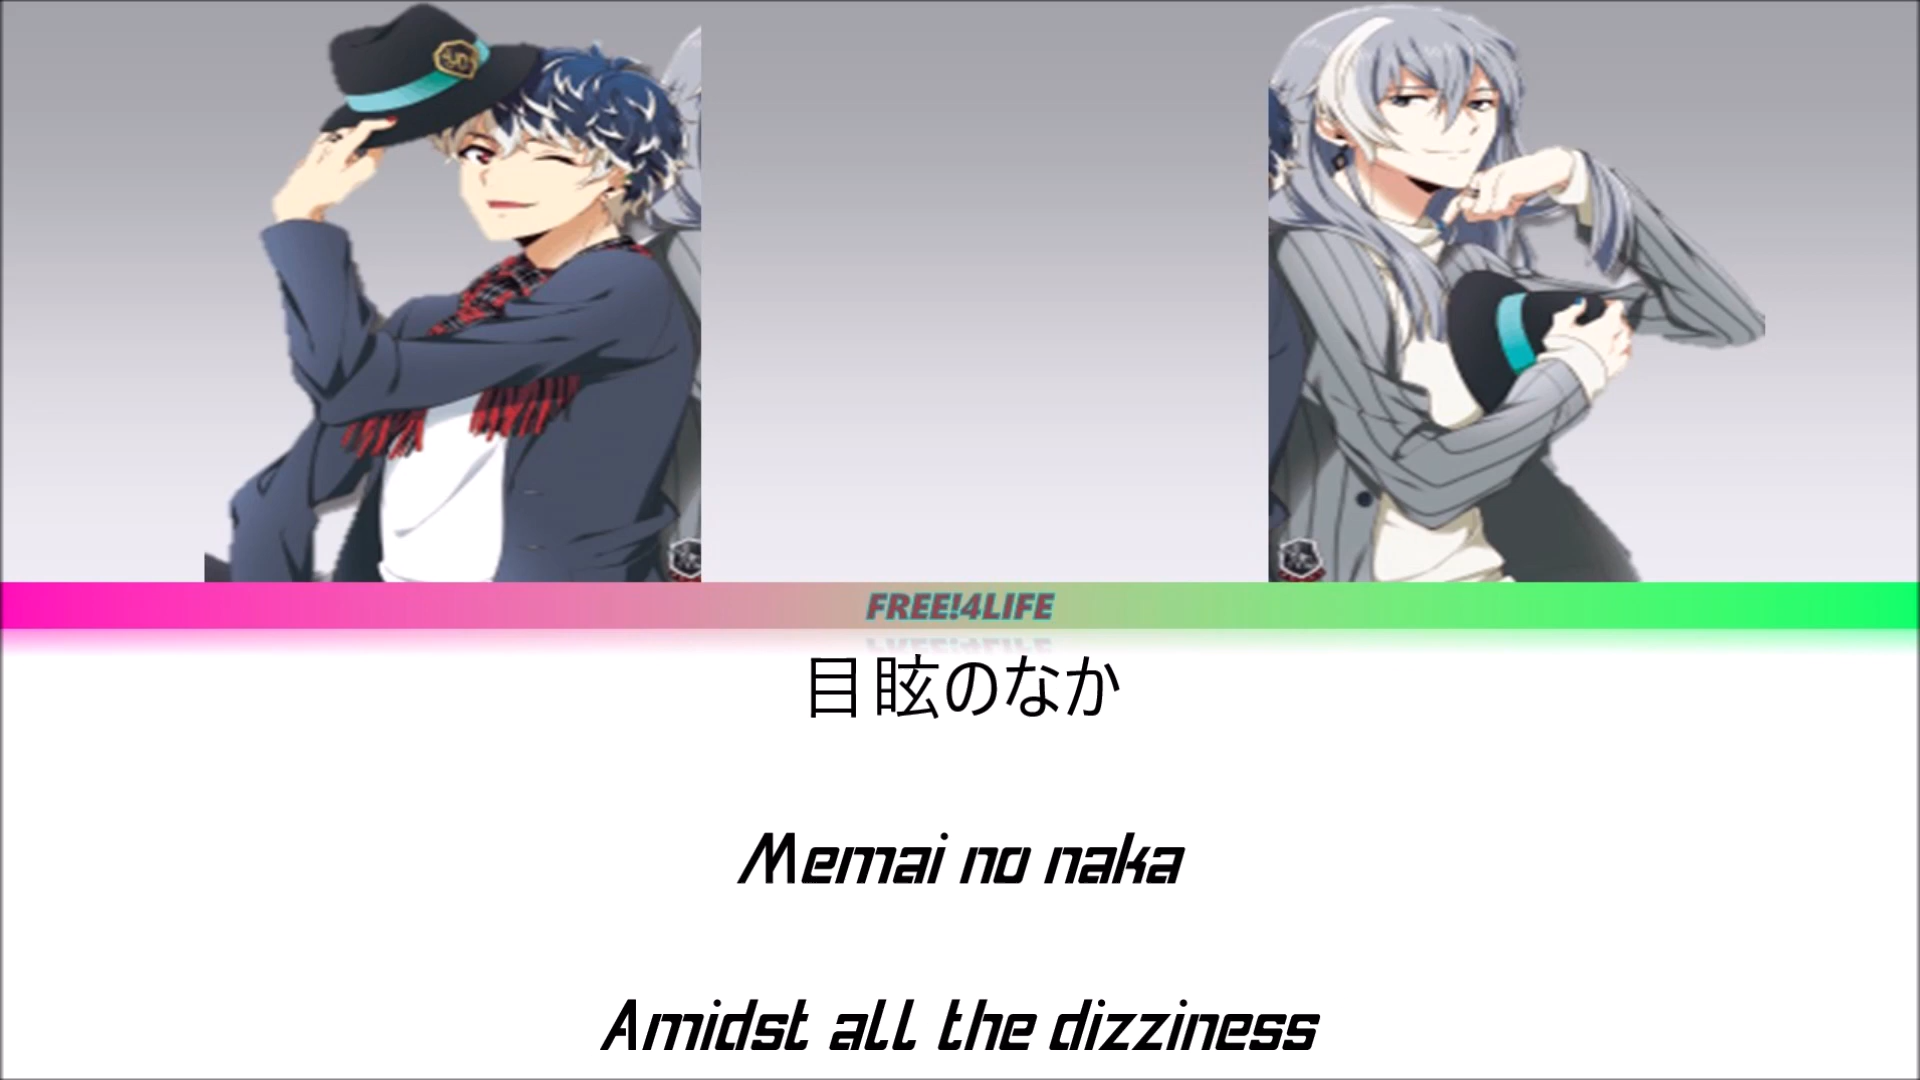 FREE!4LIFE
目眩のなか
Memai no naka
Amidst all the dizziness